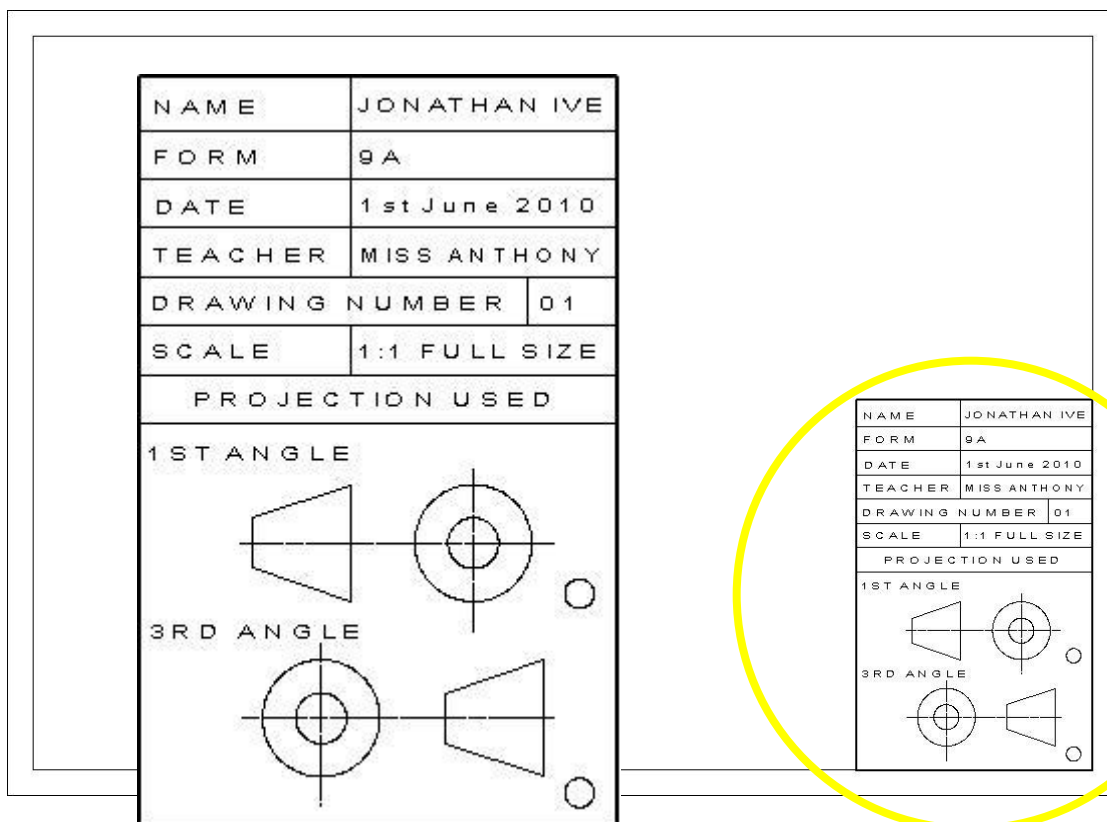 NAME JONATHAN IVE
FORM 9A
DATE 1st June 2010
TEACHER MISS ANTHONY
DRAWING NUMBER 01
SCALE 1:1 FULL SIZE
PROJECTION USED
1ST ANGLE
3RD ANGLE
NAME JONATHAN IVE
FORM 9A
DATE 1st June 2010
TEACHER MISS ANTHONY
DRAWING NUMBER 01
SCALE 1:1 FULL SIZE
PROJECTION USED
1ST ANGLE
3RD ANGLE